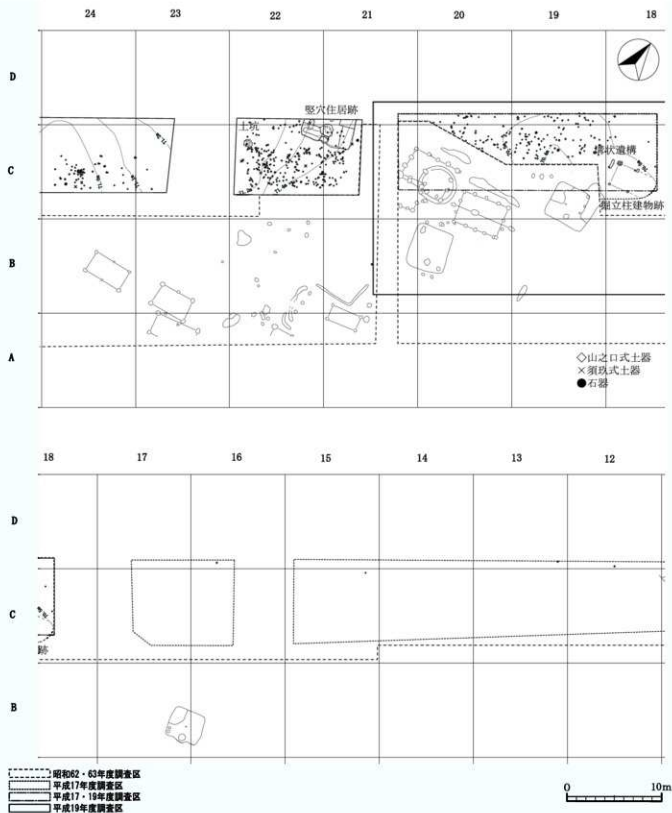 24 23 22 21 20 19 18
D
竪穴住居跡
土坑
C
溝状遺構
掘立柱建物跡
B
A
◇山之口式土器
×須玖式土器
●石器
18 17 16 15 14 13 12
D
C
跡
B
昭和62・63年度調査区
平成17年度調査区
平成17・19年度調査区
平成19年度調査区
0 10m